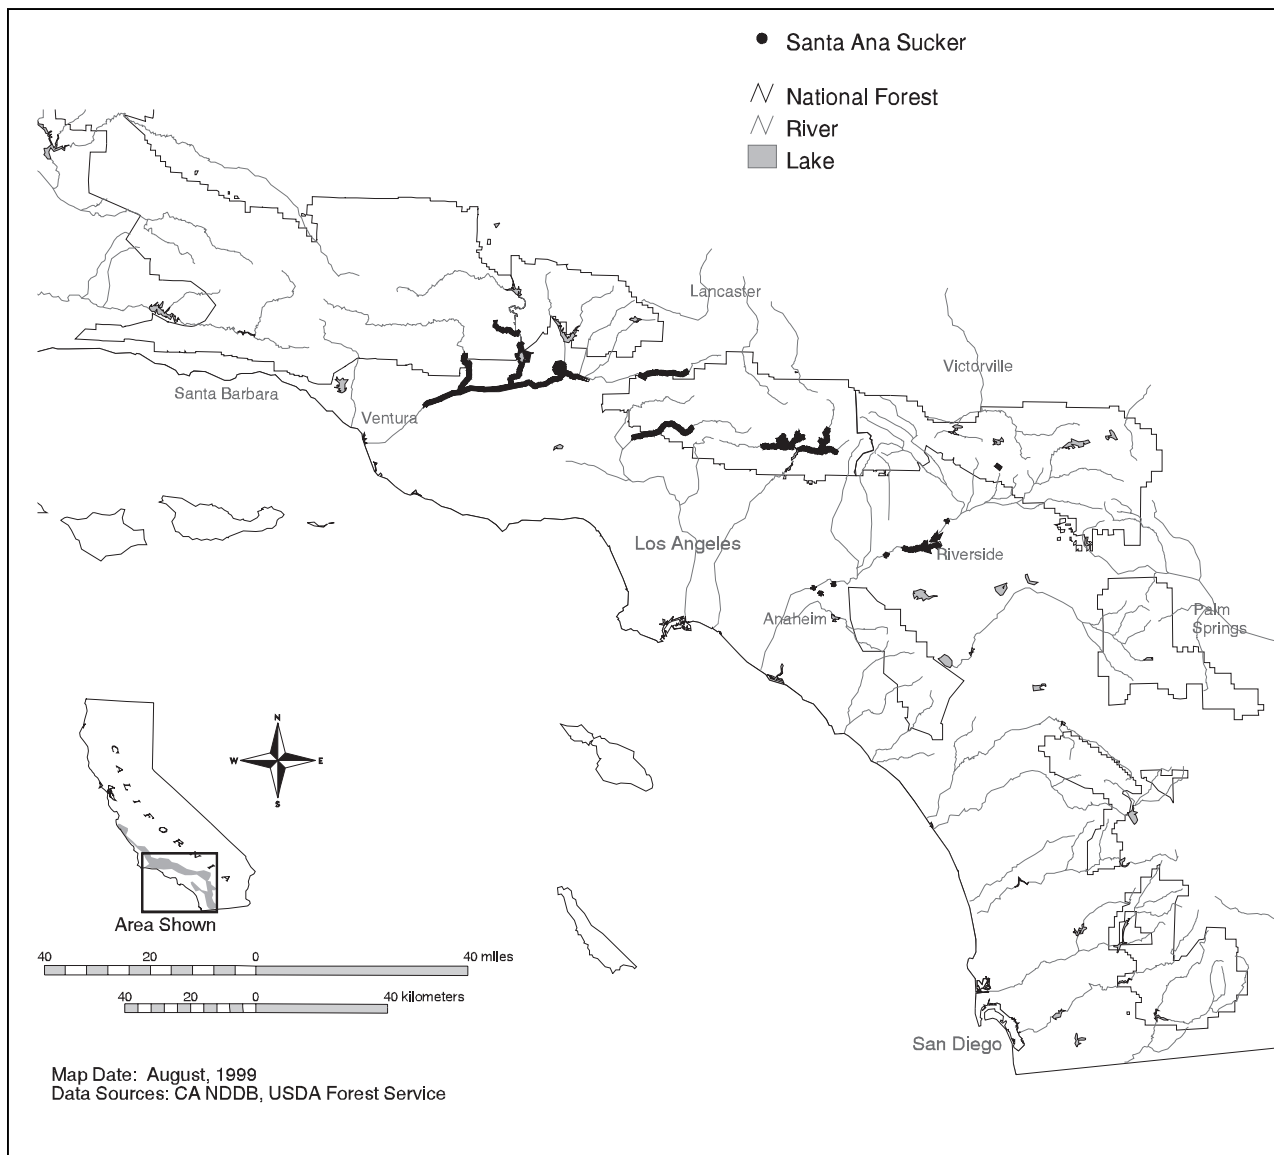 Santa Ana Sucker
National Forest
River
Lake
Lancaster
Victorville
Santa Barbara
Ventura
Los Angeles
Riverside
Anaheim
Palm
Springs
N
W E
S
CALIFORNIA
Area Shown
40 20 0 40 miles
40 20 0 40 kilometers
San Diego
Map Date: August, 1999
Data Sources: CA NDDB, USDA Forest Service